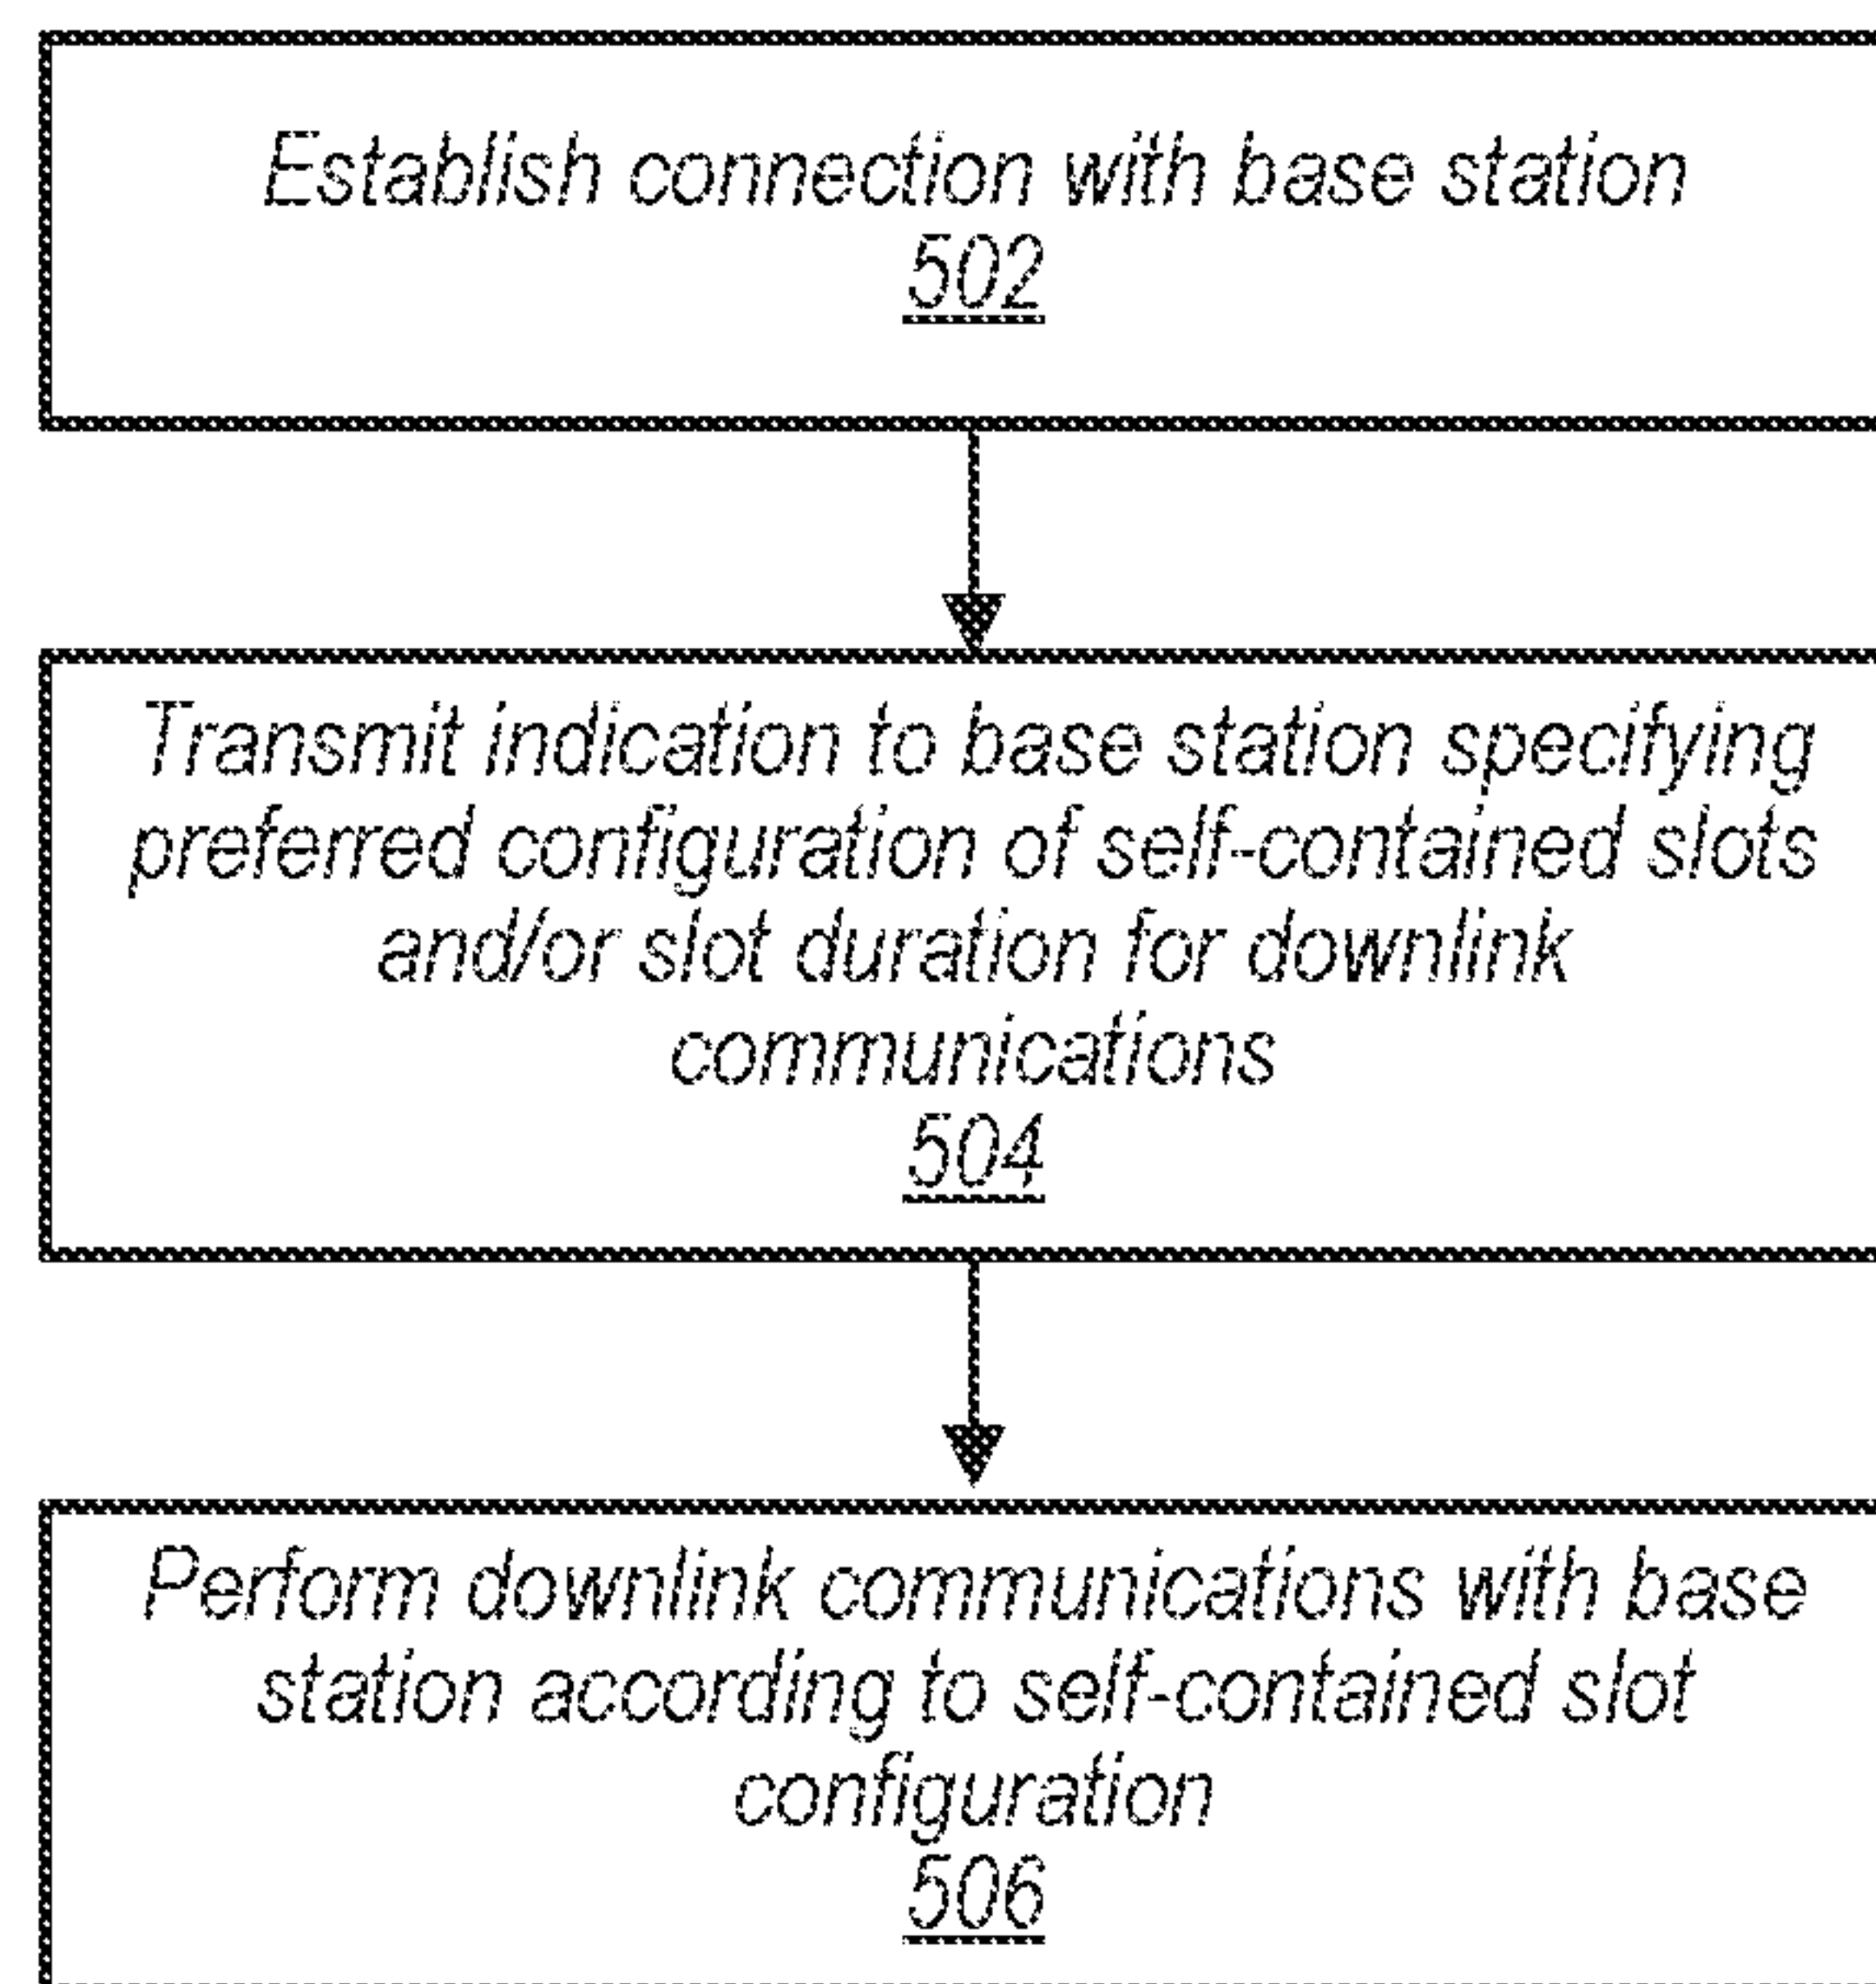 Establish connection with base station
502
Transmit indication to base station specifying
preferred configuration of self-contained slots
and/or slot duration for downlink
communications
504
Perform downlink communications with base
station according to self-contained slot
configuration
506